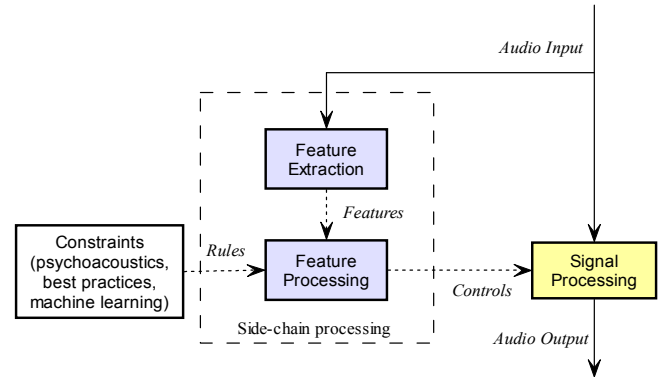 Audio Input
Feature
Extraction
Features
Constraints
(psychoacoustics,
best practices,
machine learning)
Rules
Feature
Processing
Controls
Signal
Processing
Side-chain processing
Audio Output